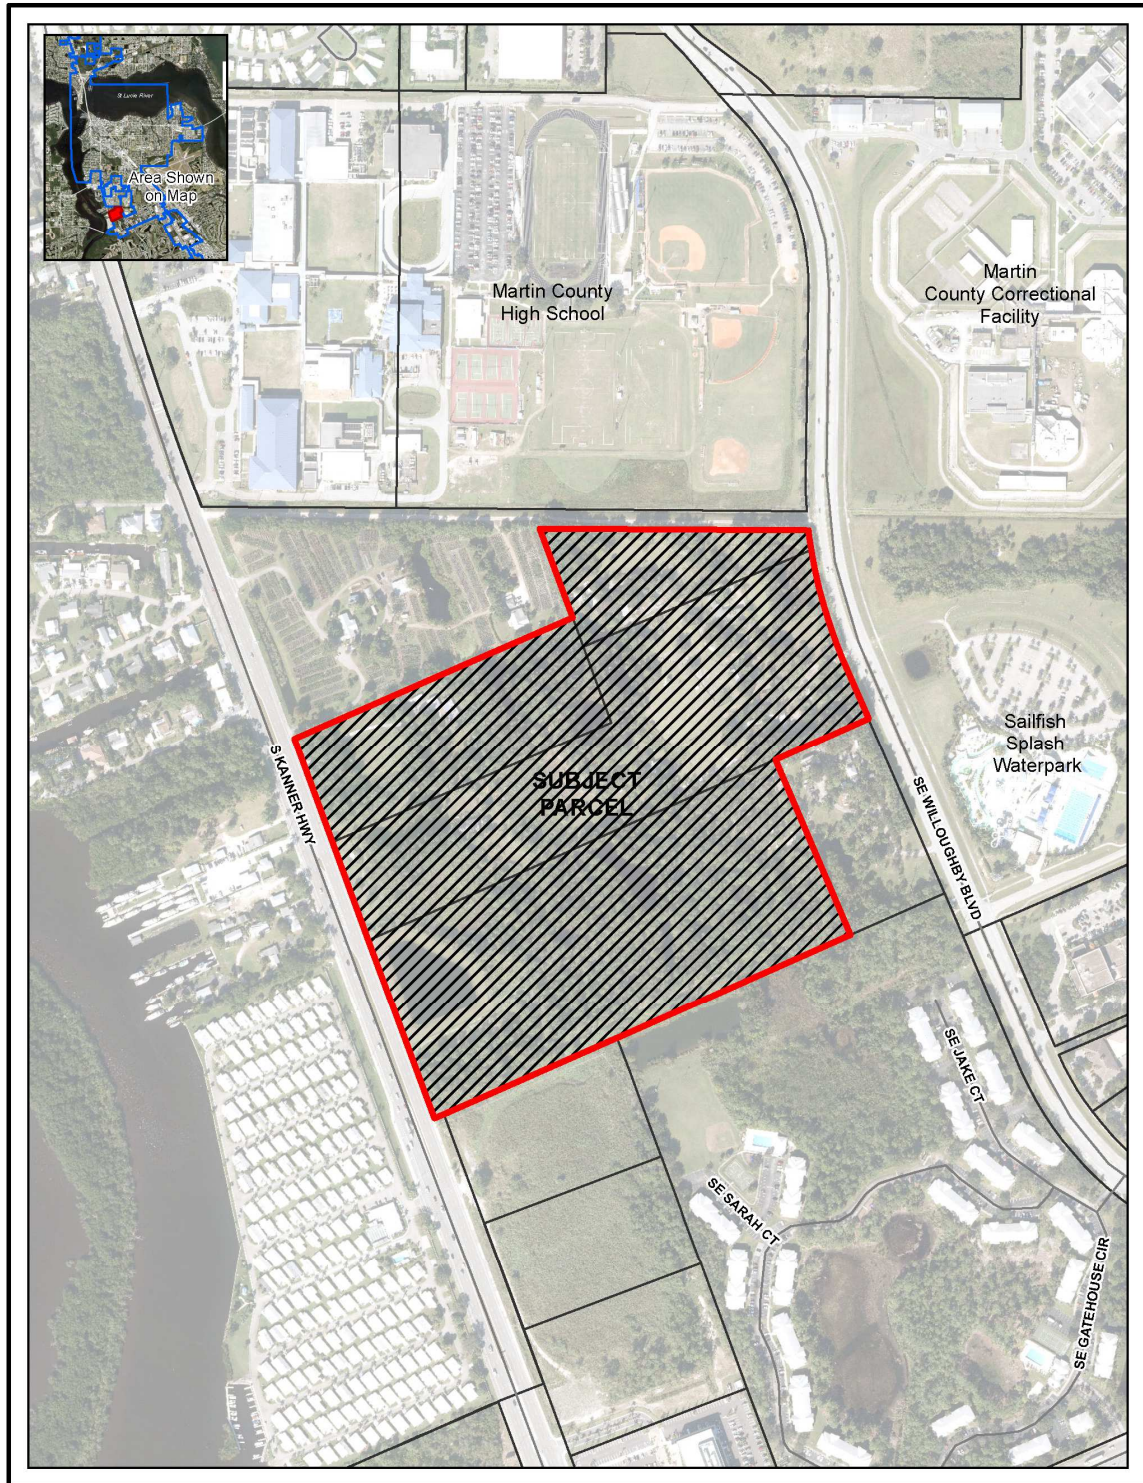 St Lucie River
Area Shown
on Map
Martin County
High School
Martin
County Correctional
Facility
Sailfish
Splash
Waterpark
S KANNER HWY
SUBJECT
PARCEL
SE WILLOUGHBY BLVD
SE JAKE CT
SE SARAH CT
SE GATEHOUSE CIR